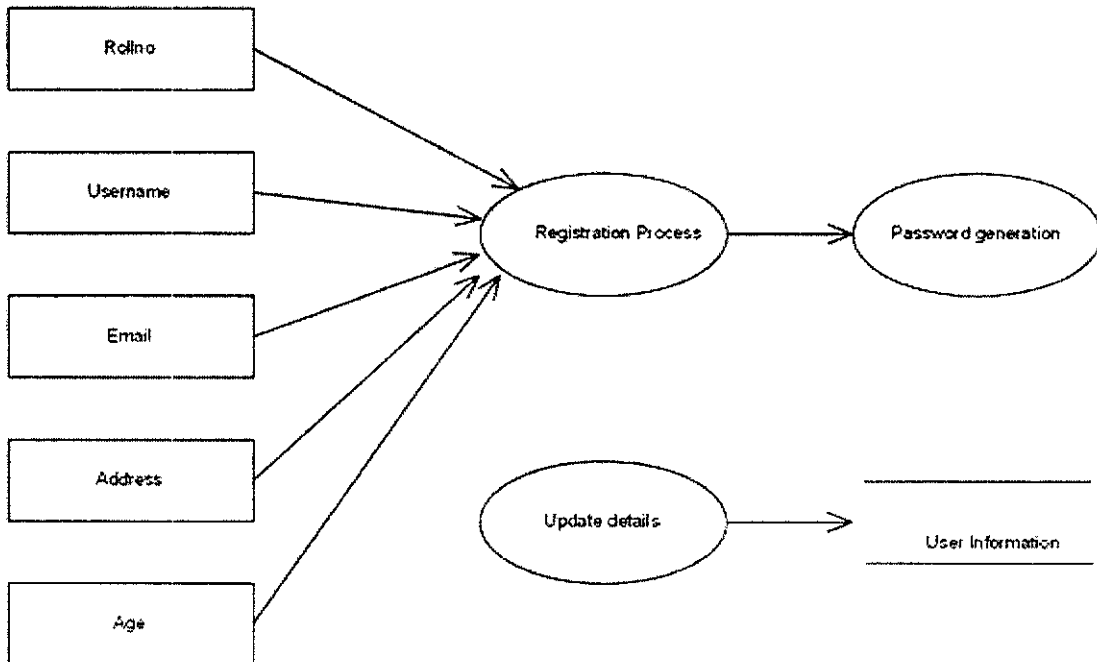 Rollno
Username
Registration Process
Password generation
Email
Address
Update details
User Information
Age